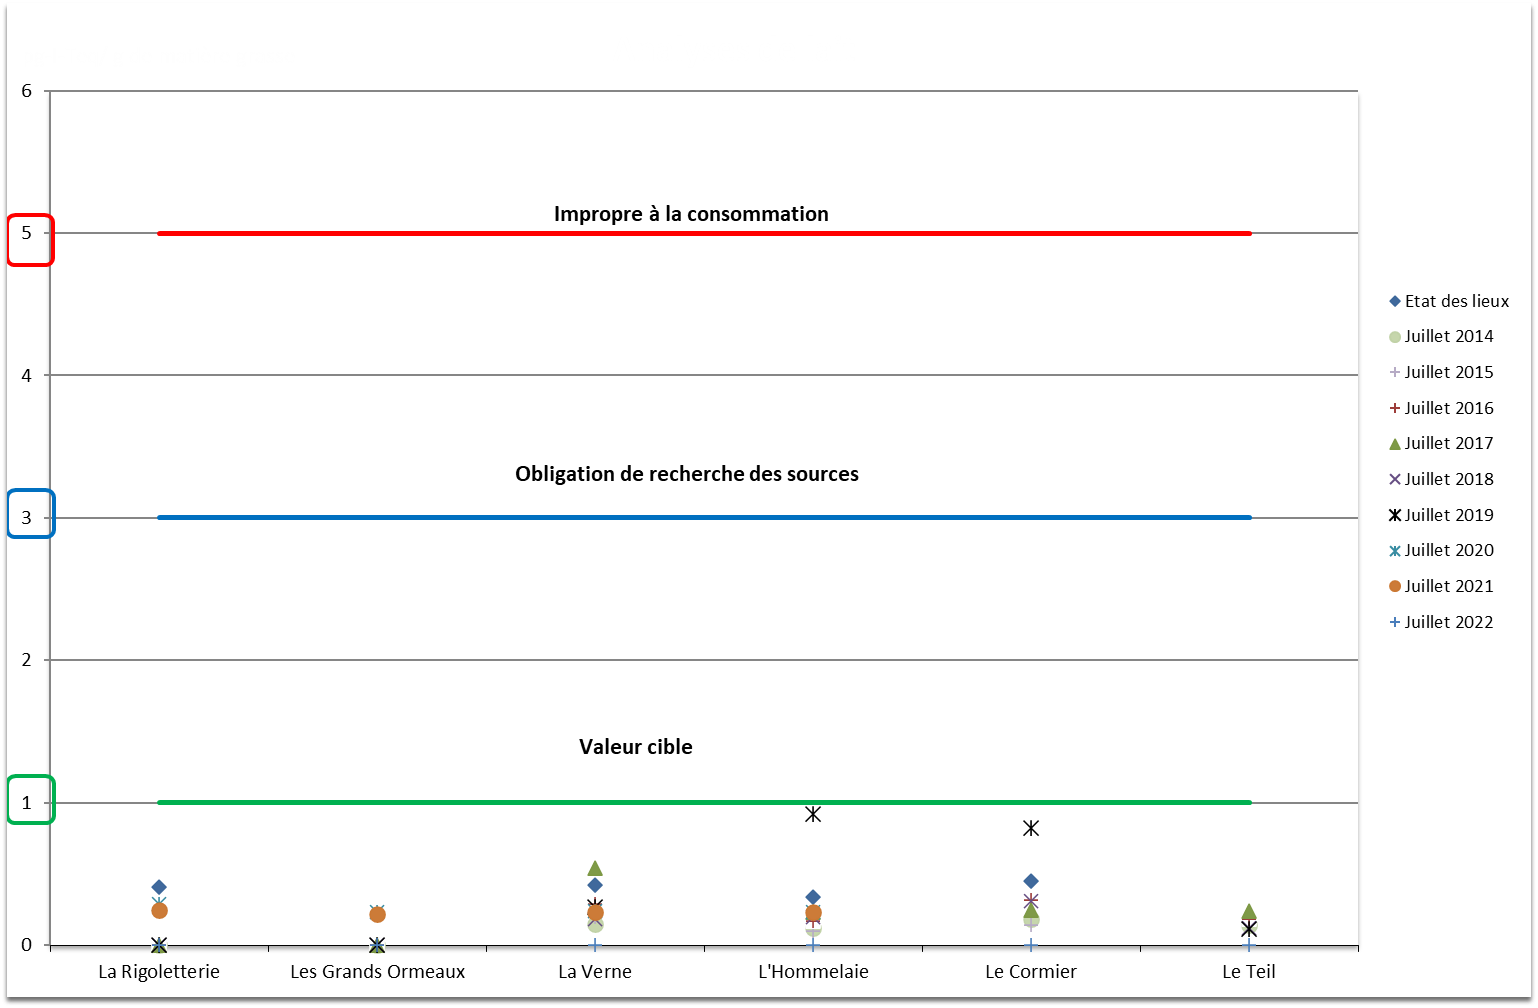 6
Impropre à la consommation
5
4
Obligation de recherche des sources
3
2
Valeur cible
1
0
La Rigoletterie
Les Grands Ormeaux
La Verne
L'Hommelaie
Le Cormier
Le Teil
Etat des lieux
Juillet 2014
Juillet 2015
Juillet 2016
Juillet 2017
Juillet 2018
Juillet 2019
Juillet 2020
Juillet 2021
Juillet 2022